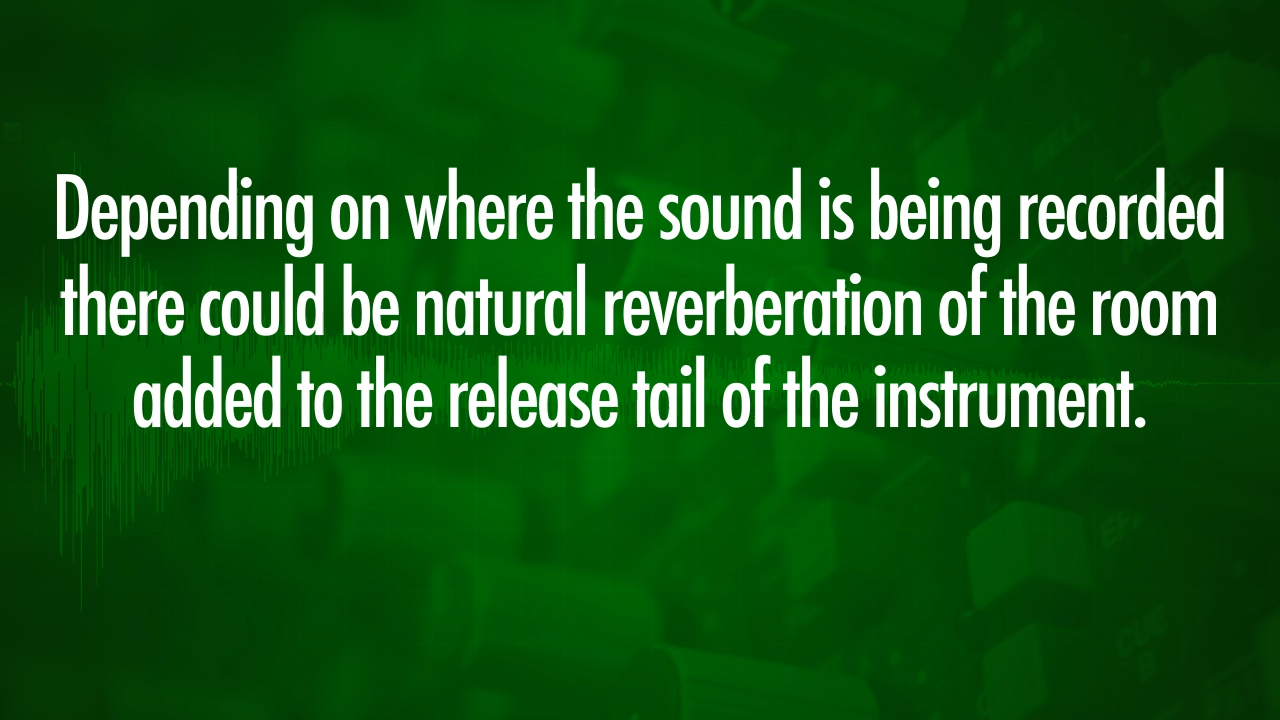 Depending on where the sound is being recorded
there could be natural reverberation of the room
added to the release tail of the instrument.